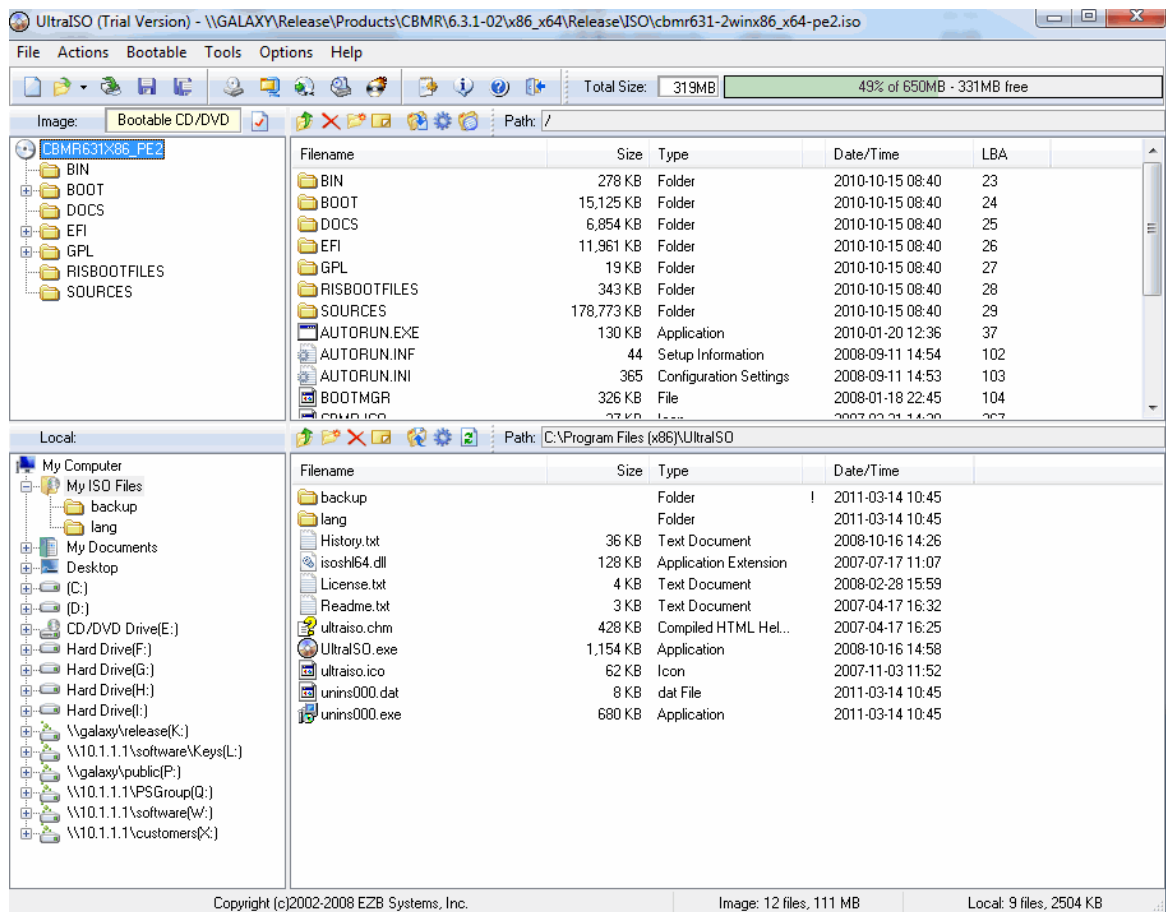 UltraISO (Trial Version) - \\GALAXY\Release\Products\CBMR\6.3.1-02\x86_x64\Release\ISO\cbmr631-2winx86_x64-pe2.iso
File Actions Bootable Tools Options Help
Total Size: 319MB 49% of 650MB - 331MB free
Image: Bootable CD/DVD Path: /
CBMR631X86_PE2
BIN
BOOT
DOCS
EFI
GPL
RISBOOTFILES
SOURCES
Filename Size Type Date/Time LBA
BIN 278 KB Folder 2010-10-15 08:40 23
BOOT 15,125 KB Folder 2010-10-15 08:40 24
DOCS 6,854 KB Folder 2010-10-15 08:40 25
EFI 11,961 KB Folder 2010-10-15 08:40 26
GPL 19 KB Folder 2010-10-15 08:40 27
RISBOOTFILES 343 KB Folder 2010-10-15 08:40 28
SOURCES 178,773 KB Folder 2010-10-15 08:40 29
AUTORUN.EXE 130 KB Application 2010-01-20 12:36 37
AUTORUN.INF 44 Setup Information 2008-09-11 14:54 102
AUTORUN.INI 365 Configuration Settings 2008-09-11 14:53 103
BOOTMGR 326 KB File 2008-01-18 22:45 104
Local: Path: C:\Program Files (x86)\UltraISO
My Computer
My ISO Files
backup
lang
My Documents
Desktop
(C:)
(D:)
CD/DVD Drive(E:)
Hard Drive(F:)
Hard Drive(G:)
Hard Drive(H:)
Hard Drive(I:)
\\galaxy\release(K:)
\\10.1.1.1\software\Keys(L:)
\\galaxy\public(P:)
\\10.1.1.1\PSGroup(Q:)
\\10.1.1.1\software(W:)
\\10.1.1.1\customers(X:)
Filename Size Type Date/Time
backup Folder ! 2011-03-14 10:45
lang Folder 2011-03-14 10:45
History.txt 36 KB Text Document 2008-10-16 14:26
isoshl64.dll 128 KB Application Extension 2007-07-17 11:07
License.txt 4 KB Text Document 2008-02-28 15:59
Readme.txt 3 KB Text Document 2007-04-17 16:32
ultraiso.chm 428 KB Compiled HTML Hel... 2007-04-17 16:25
UltraISO.exe 1,154 KB Application 2008-10-16 14:58
ultraiso.ico 62 KB Icon 2007-11-03 11:52
unins000.dat 8 KB dat File 2011-03-14 10:45
unins000.exe 680 KB Application 2011-03-14 10:45
Copyright (c)2002-2008 EZB Systems, Inc. Image: 12 files, 111 MB Local: 9 files, 2504 KB